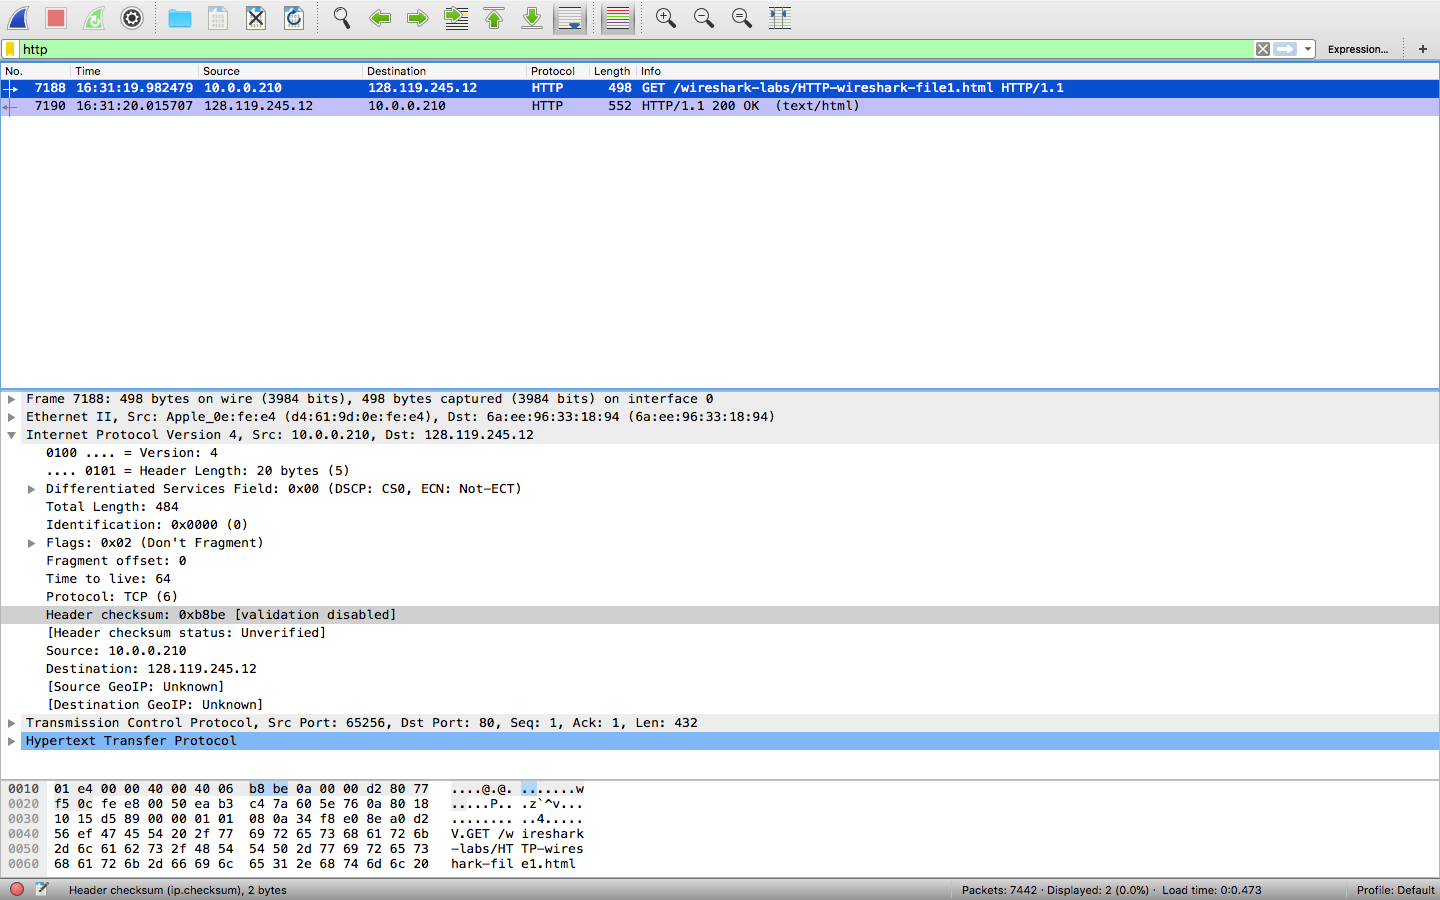 http
Expression...
+
No. Time Source Destination Protocol Length Info
7188 16:31:19.982479 10.0.0.210 128.119.245.12 HTTP 498 GET /wireshark-labs/HTTP-wireshark-file1.html HTTP/1.1
7190 16:31:20.015707 128.119.245.12 10.0.0.210 HTTP 552 HTTP/1.1 200 OK (text/html)
Frame 7188: 498 bytes on wire (3984 bits), 498 bytes captured (3984 bits) on interface 0
Ethernet II, Src: Apple_0e:fe:e4 (d4:61:9d:0e:fe:e4), Dst: 6a:ee:96:33:18:94 (6a:ee:96:33:18:94)
Internet Protocol Version 4, Src: 10.0.0.210, Dst: 128.119.245.12
0100 .... = Version: 4
.... 0101 = Header Length: 20 bytes (5)
Differentiated Services Field: 0x00 (DSCP: CS0, ECN: Not-ECT)
Total Length: 484
Identification: 0x0000 (0)
Flags: 0x02 (Don't Fragment)
Fragment offset: 0
Time to live: 64
Protocol: TCP (6)
Header checksum: 0xb8be [validation disabled]
[Header checksum status: Unverified]
Source: 10.0.0.210
Destination: 128.119.245.12
[Source GeoIP: Unknown]
[Destination GeoIP: Unknown]
Transmission Control Protocol, Src Port: 65256, Dst Port: 80, Seq: 1, Ack: 1, Len: 432
Hypertext Transfer Protocol
0010 01 e4 00 00 40 00 40 06 b8 be 0a 00 00 d2 80 77 ....@.@. .......w
0020 f5 0c fe e8 00 50 ea b3 c4 7a 60 5e 76 0a 80 18 .....P.. .z`^v...
0030 10 15 d5 89 00 00 01 01 08 0a 34 f8 e0 8e a0 d2 ........ ..4.....
0040 56 ef 47 45 54 20 2f 77 69 72 65 73 68 61 72 6b V.GET /w ireshark
0050 2d 6c 61 62 73 2f 48 54 54 50 2d 77 69 72 65 73 -labs/HT TP-wires
0060 68 61 72 6b 2d 66 69 6c 65 31 2e 68 74 6d 6c 20 hark-fil e1.html
Header checksum (ip.checksum), 2 bytes
Packets: 7442 · Displayed: 2 (0.0%) · Load time: 0:0.473
Profile: Default